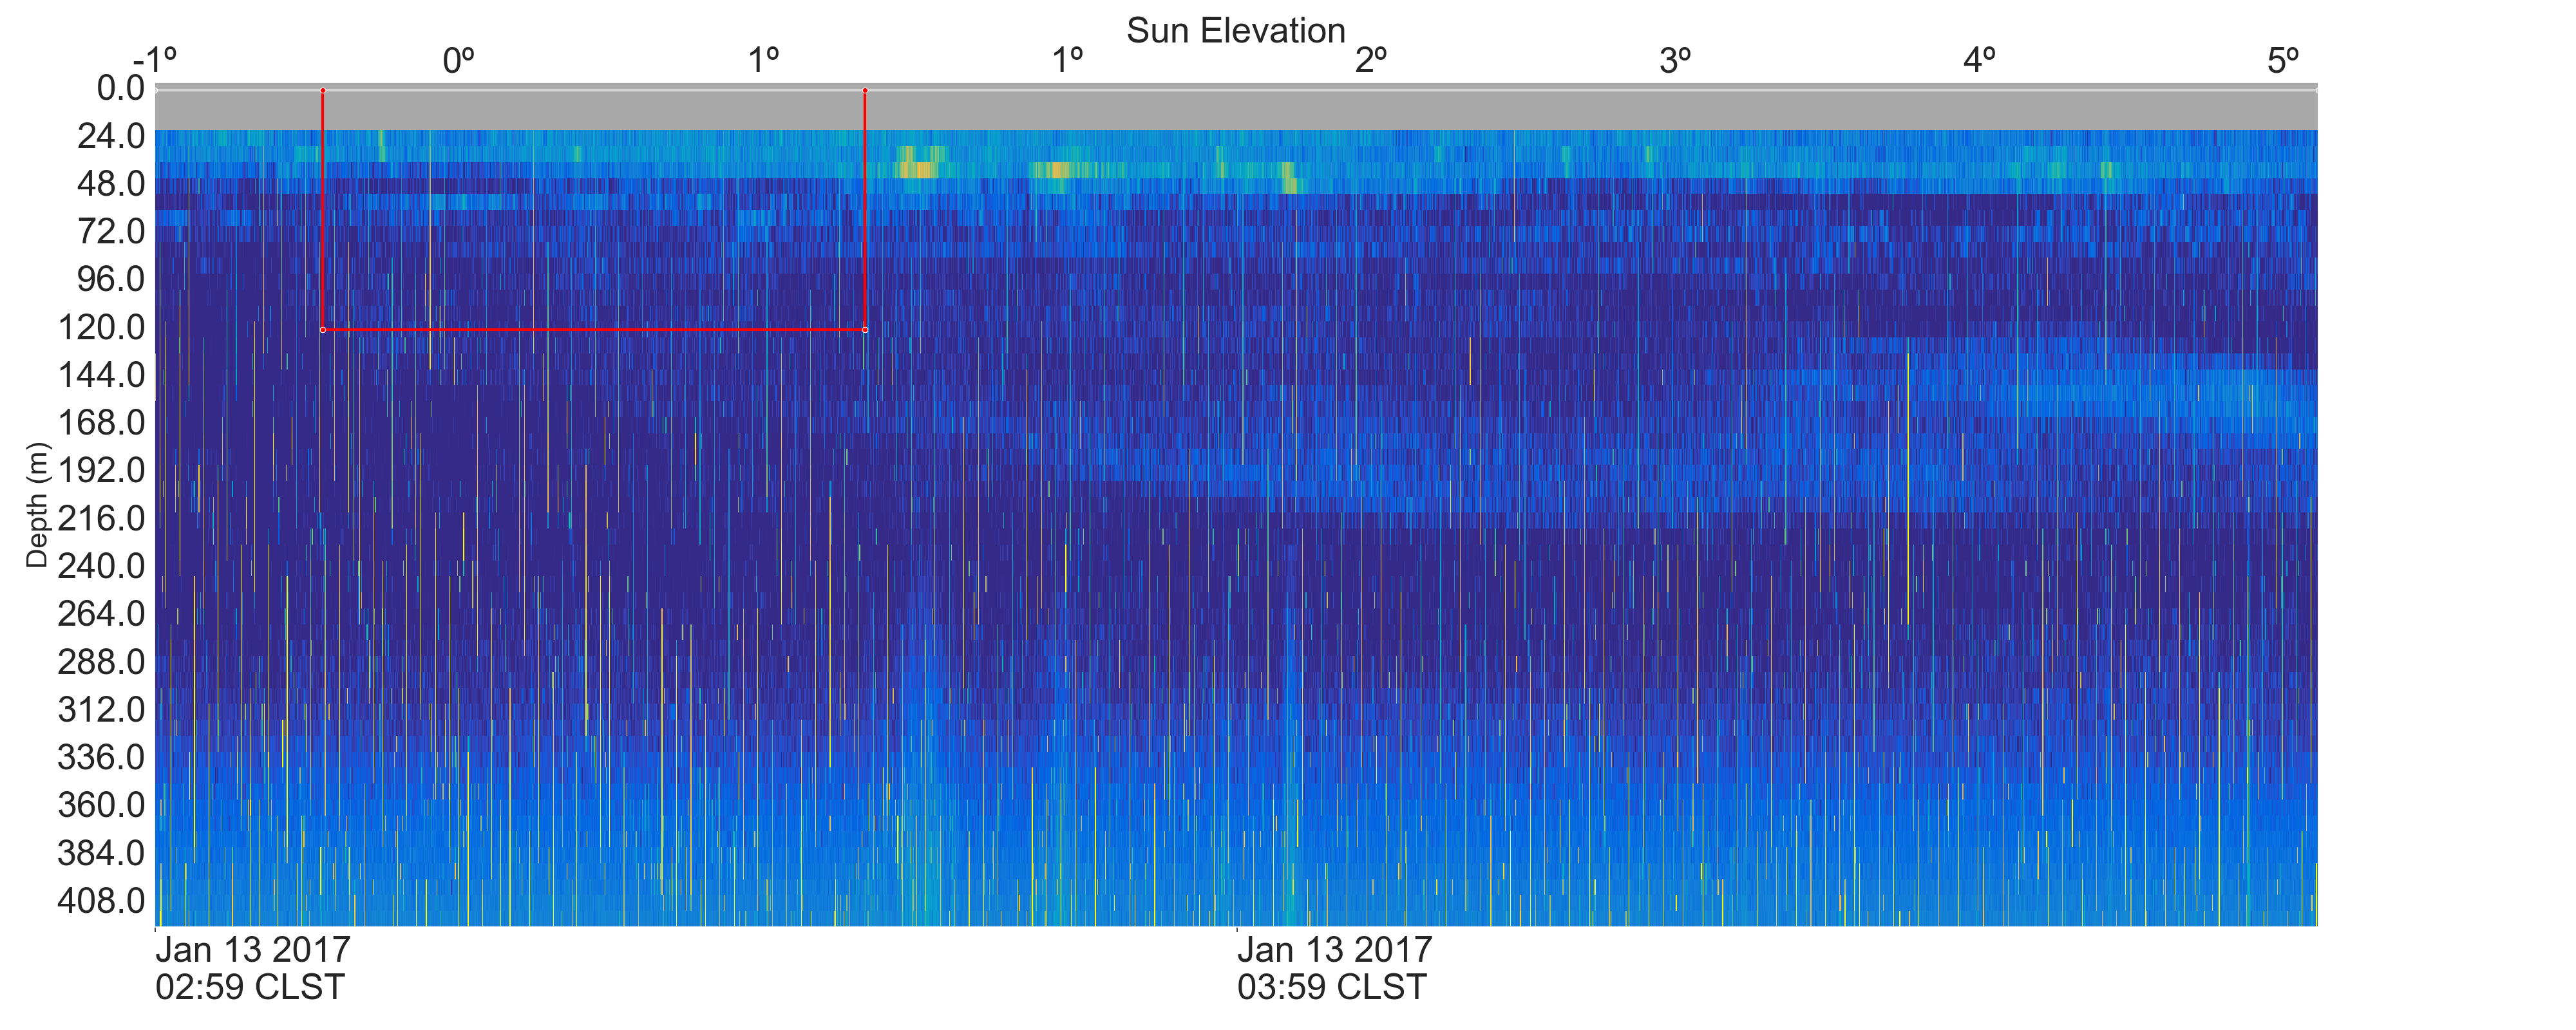 Sun Elevation
-1º 0º 1º 1º 2º 3º 4º 5º
0.0
24.0
48.0
72.0
96.0
120.0
144.0
168.0
192.0
216.0
240.0
264.0
288.0
312.0
336.0
360.0
384.0
408.0
Depth (m)
Jan 13 2017
02:59 CLST
Jan 13 2017
03:59 CLST